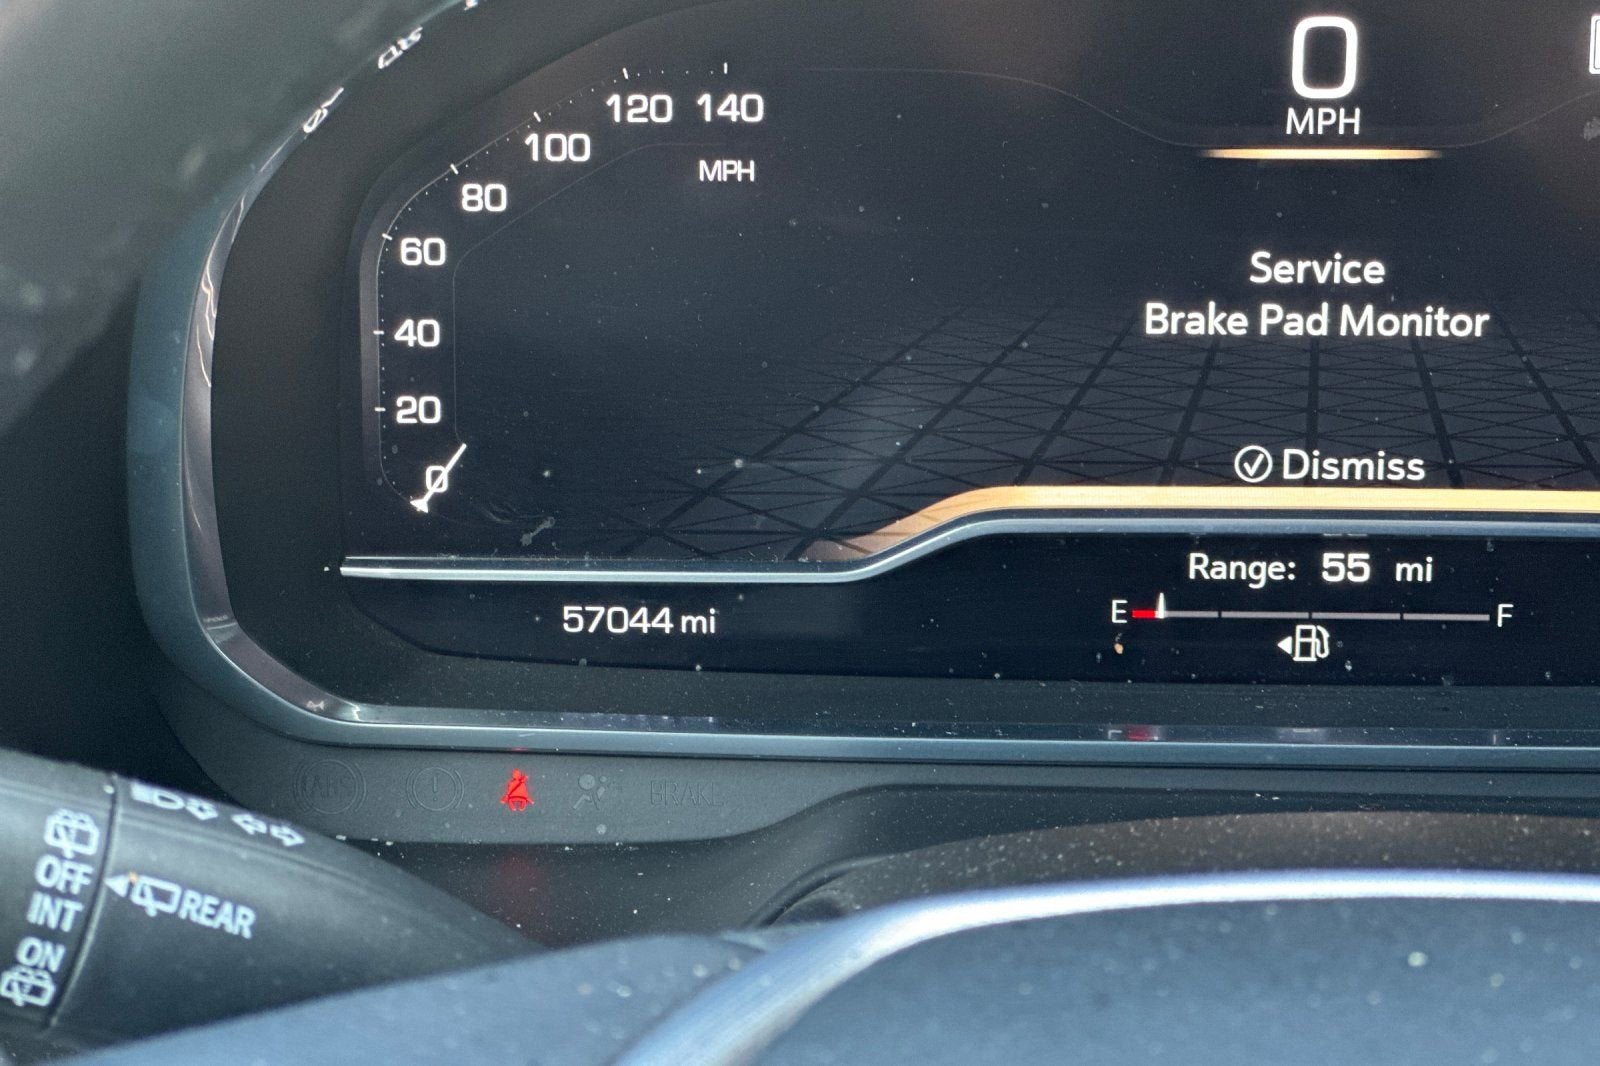 0
MPH
120 140
100
MPH
80
60
40
20
0
Service
Brake Pad Monitor
Dismiss
Range: 55 mi
E F
57044 mi
ABS
BRAKE
OFF
INT
ON
REAR